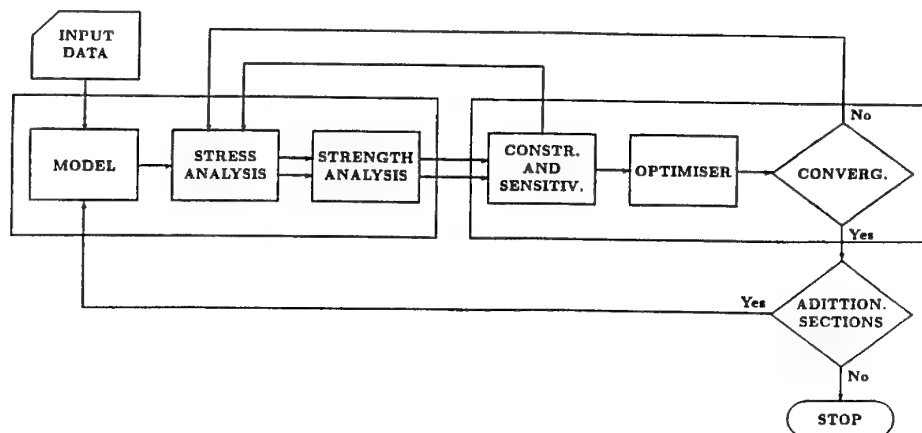 INPUT
DATA
MODEL
STRESS
ANALYSIS
STRENGTH
ANALYSIS
CONSTR.
AND
SENSITIV.
OPTIMISER
CONVERG.
No
Yes
ADITTION.
SECTIONS
Yes
No
STOP